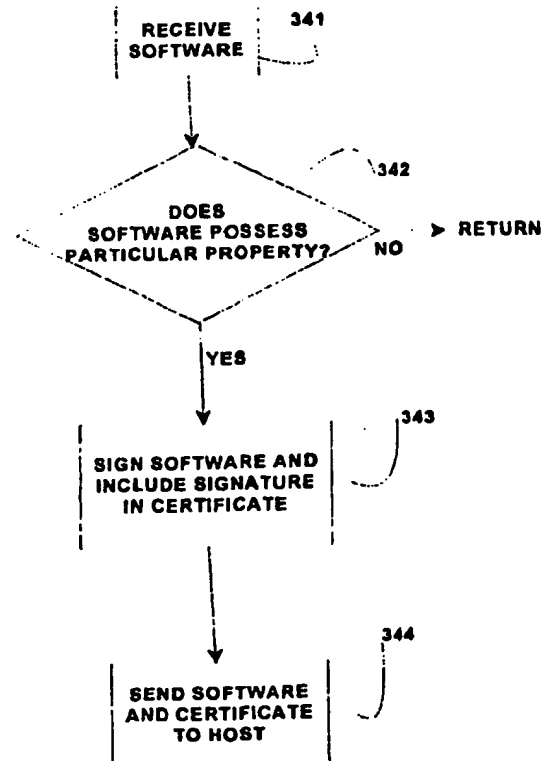 341
RECEIVE
SOFTWARE
342
DOES
SOFTWARE POSSESS
PARTICULAR PROPERTY?
NO
RETURN
YES
343
SIGN SOFTWARE AND
INCLUDE SIGNATURE
IN CERTIFICATE
344
SEND SOFTWARE
AND CERTIFICATE
TO HOST